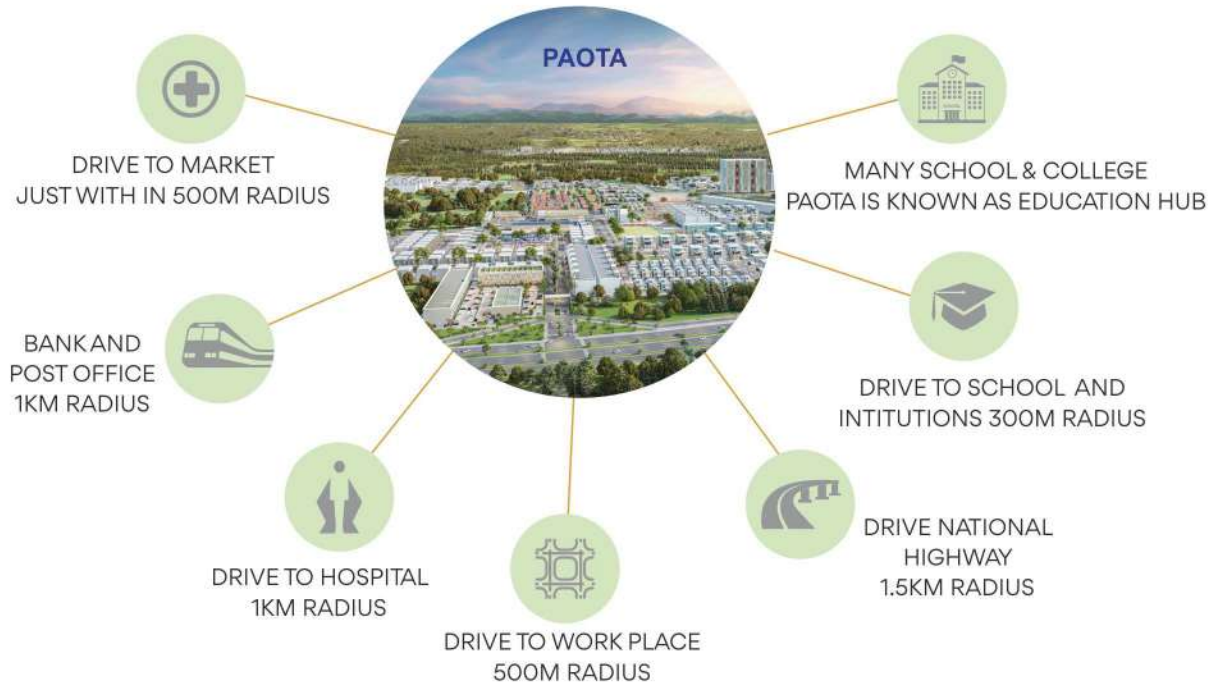 PAOTA
DRIVE TO MARKET
JUST WITH IN 500M RADIUS
MANY SCHOOL & COLLEGE
PAOTA IS KNOWN AS EDUCATION HUB
BANK AND
POST OFFICE
1KM RADIUS
DRIVE TO SCHOOL AND
INTITUTIONS 300M RADIUS
DRIVE TO HOSPITAL
1KM RADIUS
DRIVE NATIONAL
HIGHWAY
1.5KM RADIUS
DRIVE TO WORK PLACE
500M RADIUS